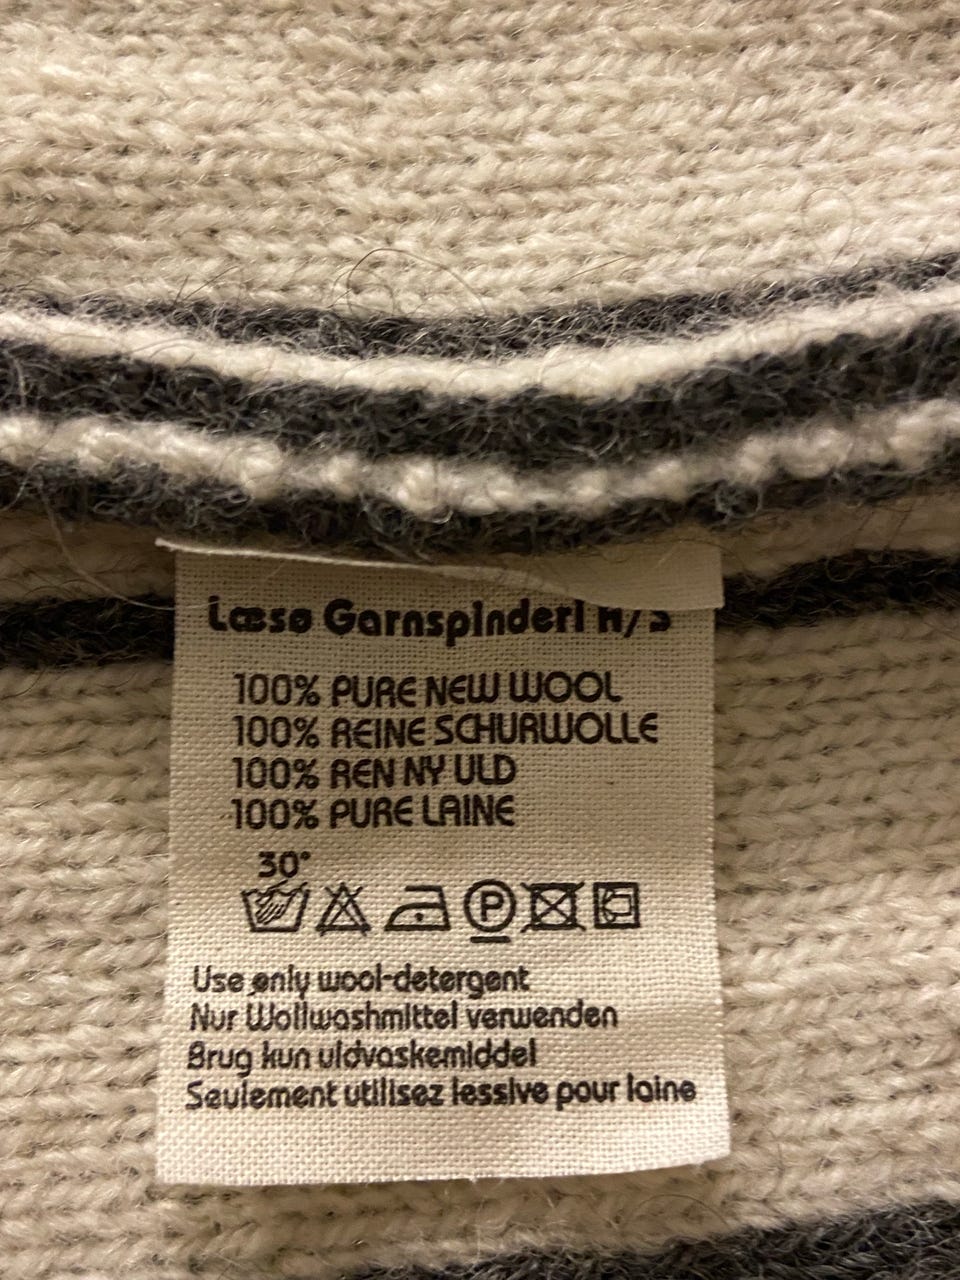 Læsø Garnspinderi A/S
100% PURE NEW WOOL
100% REINE SCHURWOLLE
100% REN NY ULD
100% PURE LAINE
30°
P
Use only wool-detergent
Nur Wollwashmittel verwenden
Brug kun uldvaskemiddel
Seulement utilisez lessive pour laine